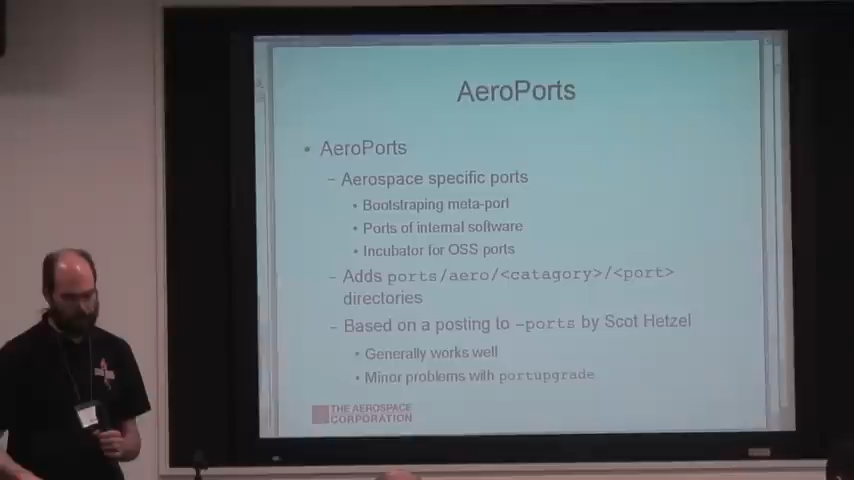 AeroPorts
• AeroPorts
– Aerospace specific ports
• Bootstraping meta-port
• Ports of internal software
• Incubator for OSS ports
– Adds ports/aero/<catagory>/<port>
directories
– Based on a posting to -ports by Scot Hetzel
• Generally works well
• Minor problems with portupgrade
THE AEROSPACE
CORPORATION